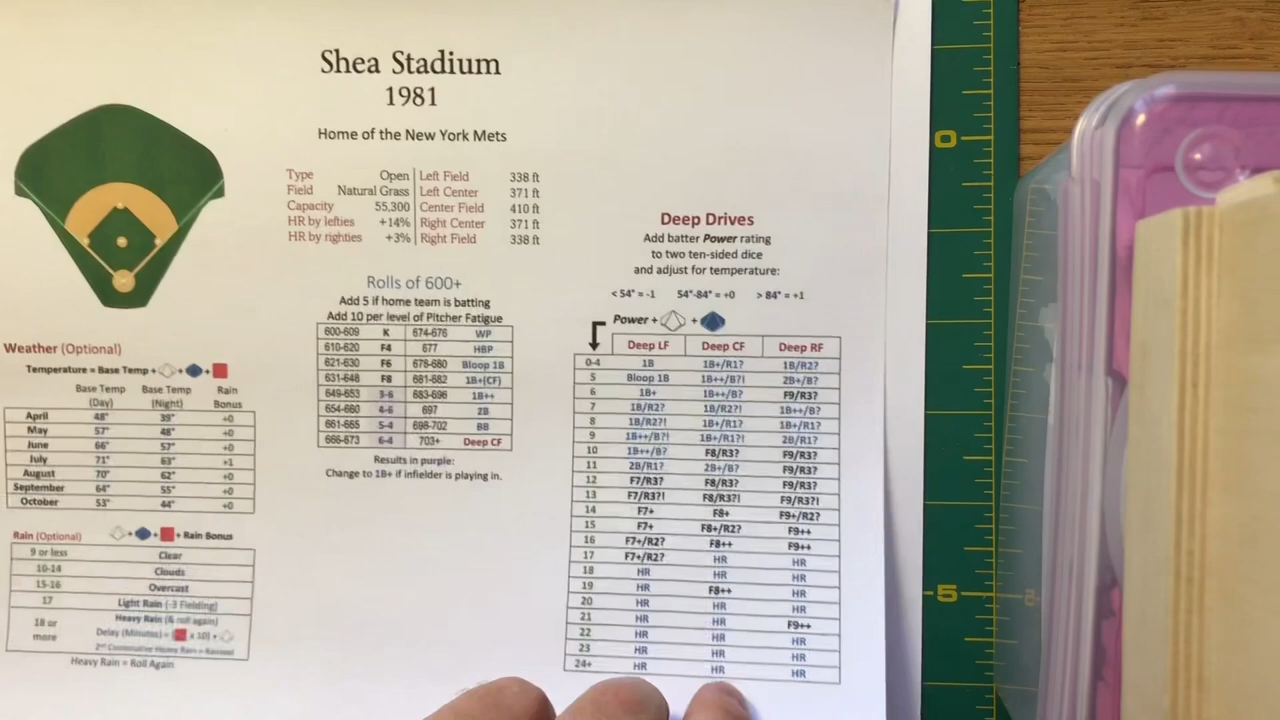 Shea Stadium
1981
Home of the New York Mets
Type Open Left Field 338 ft
Field Natural Grass Left Center 371 ft
Capacity 55,300 Center Field 410 ft
HR by lefties +14% Right Center 371 ft
HR by righties +3% Right Field 338 ft
Rolls of 600+
Add 5 if home team is batting
Add 10 per level of Pitcher Fatigue
600-609 K 674-676 WP
610-620 F4 677 HBP
621-630 F6 678-680 Bloop 1B
631-648 F8 681-682 1B+(CF)
649-653 3-6 683-696 1B++
654-660 4-6 697 2B
661-665 5-4 698-702 BB
666-673 6-4 703+ Deep CF
Results in purple:
Change to 1B+ if infielder is playing in.
Weather (Optional)
Temperature = Base Temp + + +
Base Temp Base Temp Rain
(Day) (Night) Bonus
April 48° 39° +0
May 57° 48° +0
June 66° 57° +0
July 71° 63° +1
August 70° 62° +0
September 64° 55° +0
October 53° 44° +0
Rain (Optional) + + + Rain Bonus
9 or less Clear
10-14 Clouds
15-16 Overcast
17 Light Rain (-3 Fielding)
18 or more Heavy Rain (& roll again)
Delay (Minutes) = ( x 10) +
2nd Consecutive Heavy Rain = Rainout
Heavy Rain = Roll Again
Deep Drives
Add batter Power rating
to two ten-sided dice
and adjust for temperature:
< 54° = -1 54°-84° = +0 > 84° = +1
Power + +
Deep LF Deep CF Deep RF
0-4 1B 1B+/R1? 1B/R2?
5 Bloop 1B 1B++/B?! 2B+/B?
6 1B+ 1B++/B? F9/R3?
7 1B/R2? 1B/R2?! 1B++/B?
8 1B/R2?! 1B+/R1? 1B+/R1?
9 1B++/B?! 1B+/R1?! 2B/R1?
10 1B++/B? F8/R3? F9/R3?
11 2B/R1? 2B+/B? F9/R3?
12 F7/R3? F8/R3? F9/R3?
13 F7/R3?! F8/R3?! F9/R3?!
14 F7+ F8+ F9+/R2?
15 F7+ F8+/R2? F9++
16 F7+/R2? F8++ F9++
17 F7+/R2? HR HR
18 HR HR HR
19 HR F8++ HR
20 HR HR HR
21 HR HR F9++
22 HR HR HR
23 HR HR HR
24+ HR HR HR
0
5